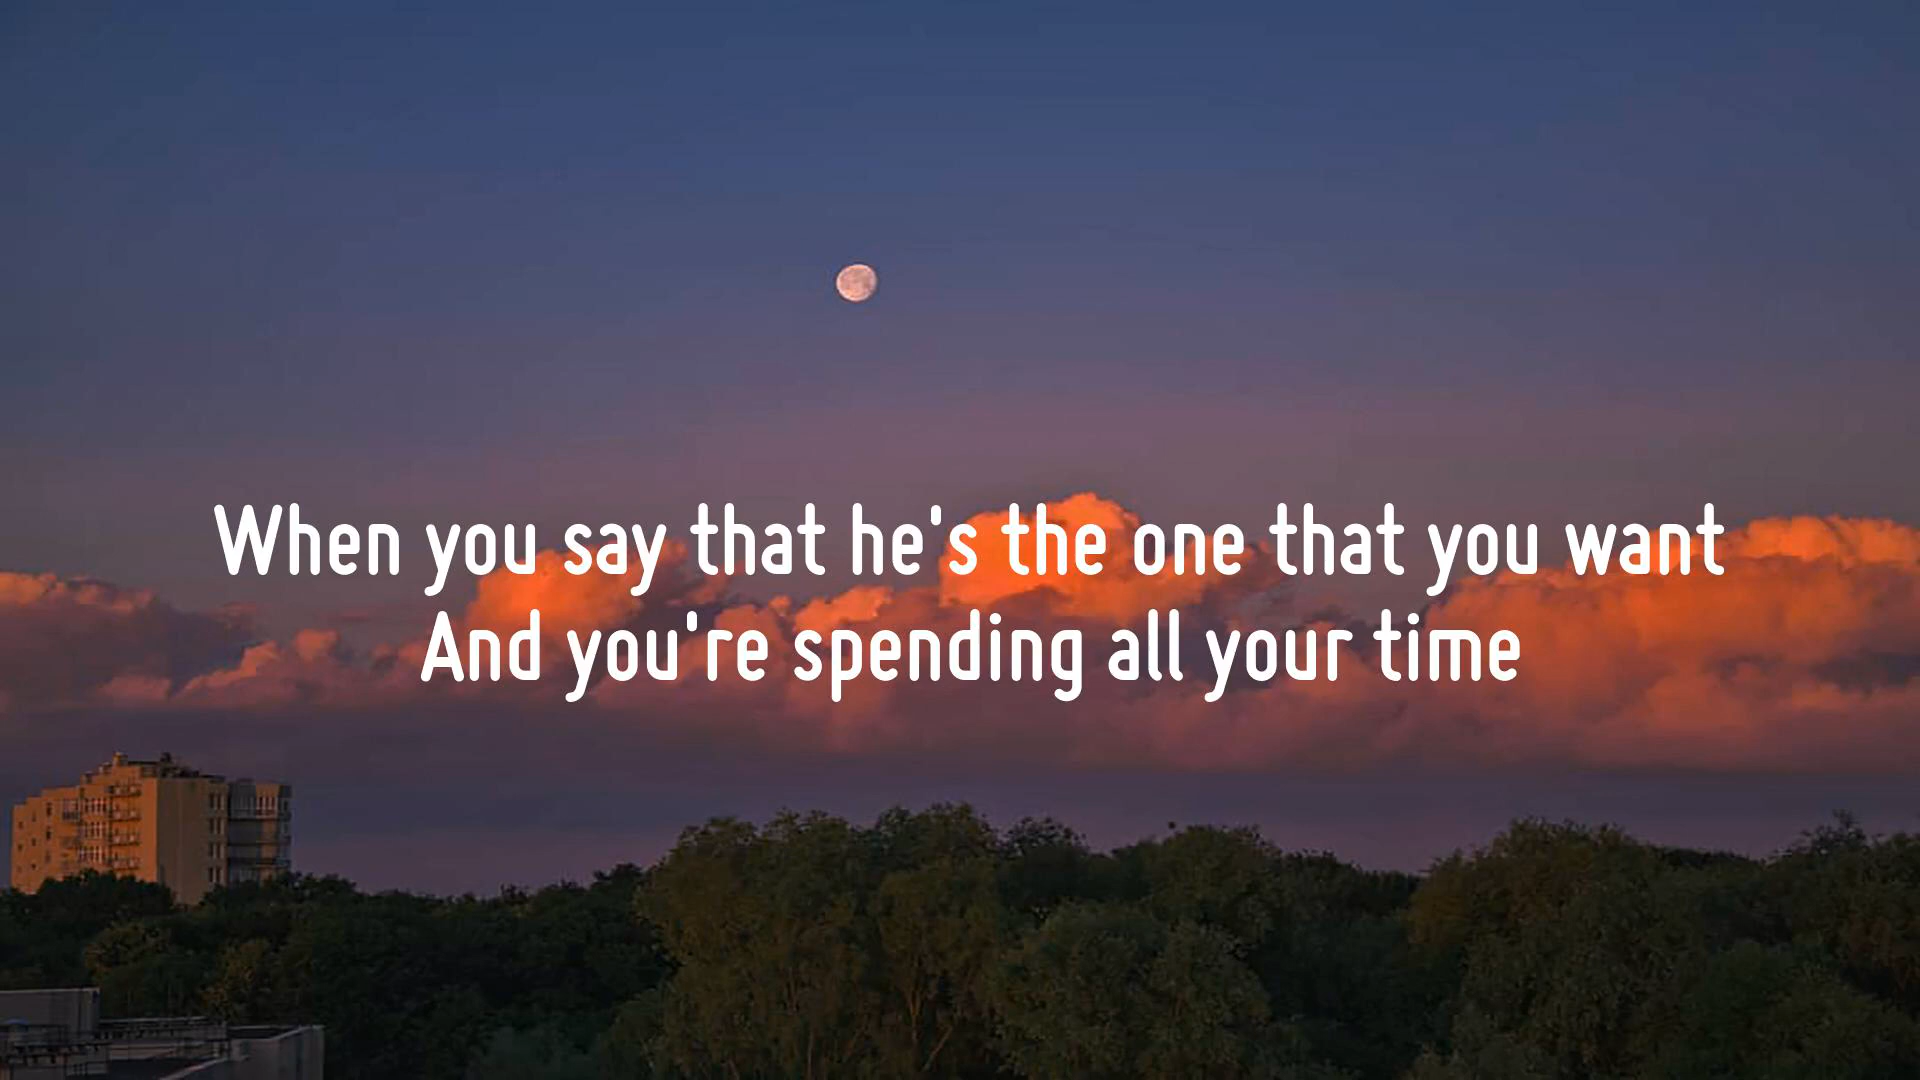 When you say that he's the one that you want
And you're spending all your time